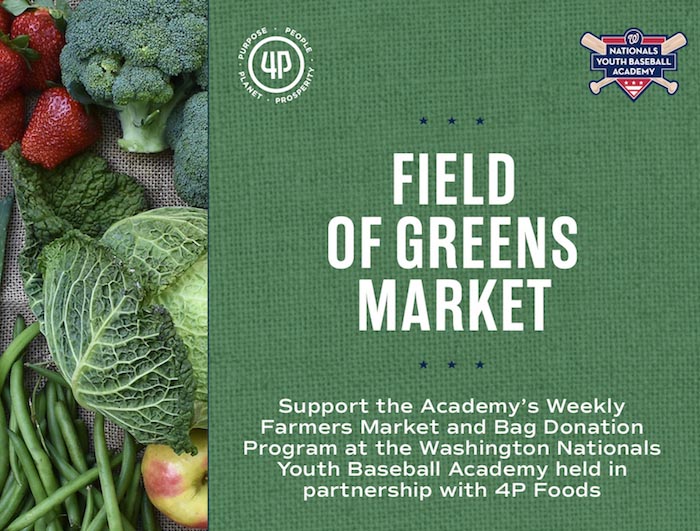 PURPOSE · PEOPLE · PROSPERITY · PLANET ·
4P
W
NATIONALS
YOUTH BASEBALL
ACADEMY
FIELD
OF GREENS
MARKET
Support the Academy's Weekly
Farmers Market and Bag Donation
Program at the Washington Nationals
Youth Baseball Academy held in
partnership with 4P Foods